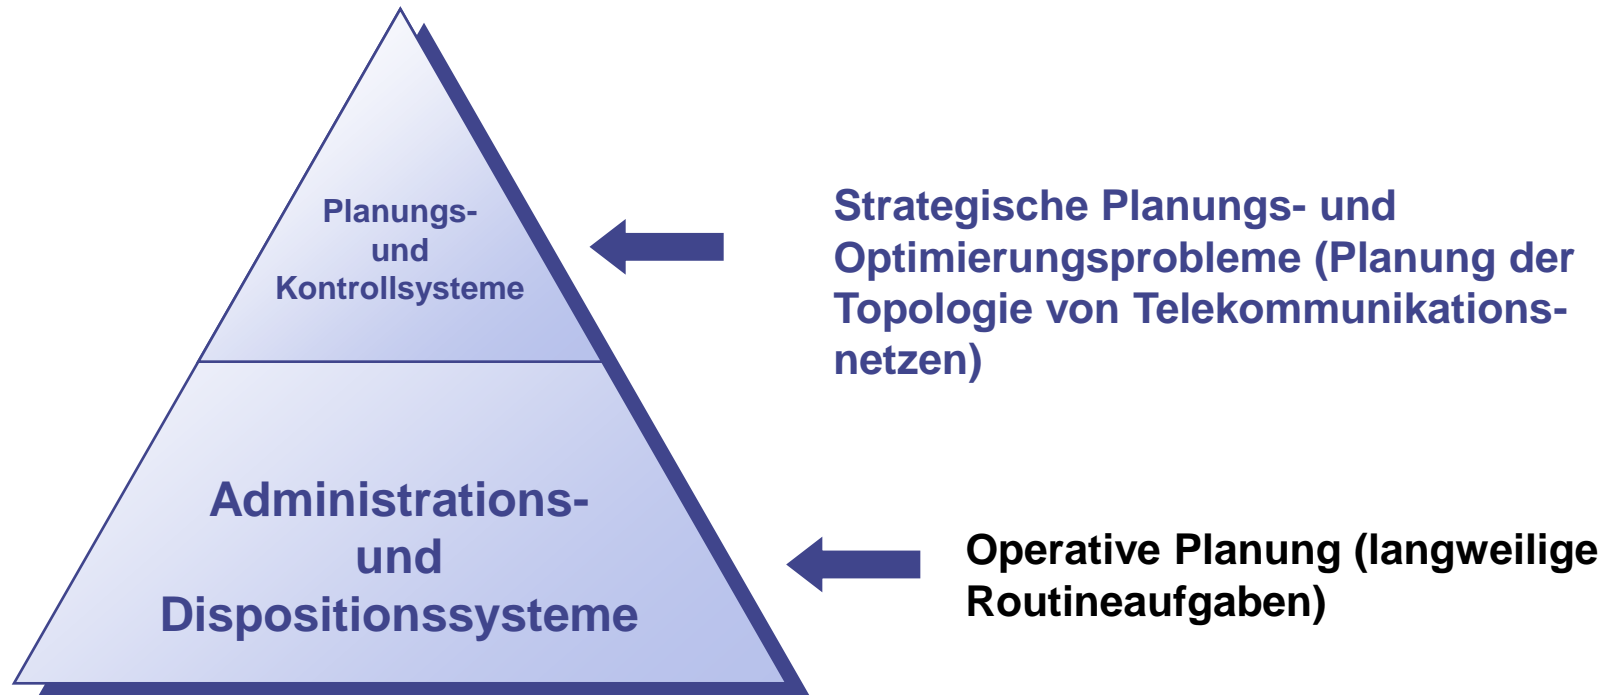 Planungs-
und
Kontrollsysteme
Strategische Planungs- und
Optimierungsprobleme (Planung der
Topologie von Telekommunikations-
netzen)
Administrations-
und
Dispositionssysteme
Operative Planung (langweilige
Routineaufgaben)